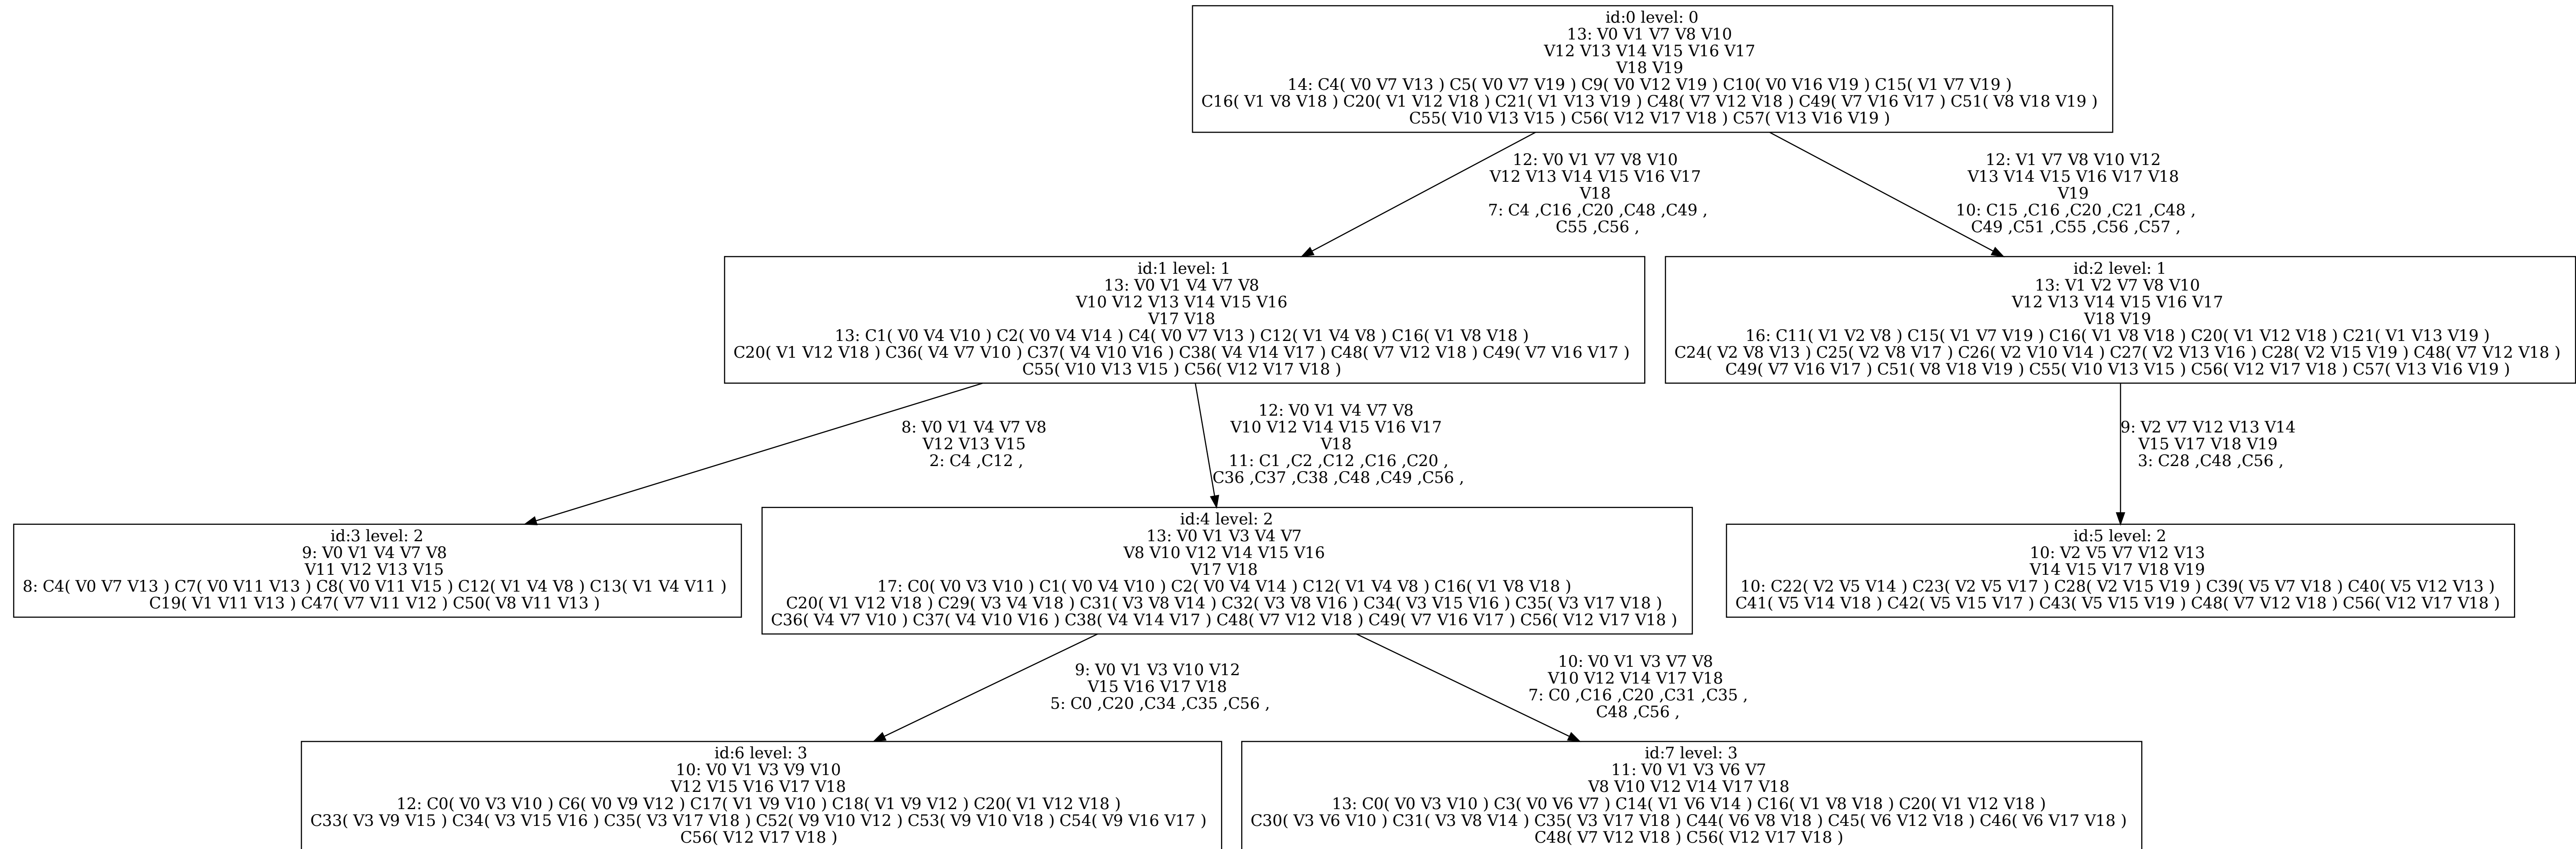 id:0 level: 0
13: V0 V1 V7 V8 V10
V12 V13 V14 V15 V16 V17
V18 V19
14: C4( V0 V7 V13 ) C5( V0 V7 V19 ) C9( V0 V12 V19 ) C10( V0 V16 V19 ) C15( V1 V7 V19 )
C16( V1 V8 V18 ) C20( V1 V12 V18 ) C21( V1 V13 V19 ) C48( V7 V12 V18 ) C49( V7 V16 V17 ) C51( V8 V18 V19 )
C55( V10 V13 V15 ) C56( V12 V17 V18 ) C57( V13 V16 V19 )
12: V0 V1 V7 V8 V10
V12 V13 V14 V15 V16 V17
V18
7: C4 ,C16 ,C20 ,C48 ,C49 ,
C55 ,C56 ,
12: V1 V7 V8 V10 V12
V13 V14 V15 V16 V17 V18
V19
10: C15 ,C16 ,C20 ,C21 ,C48 ,
C49 ,C51 ,C55 ,C56 ,C57 ,
id:1 level: 1
13: V0 V1 V4 V7 V8
V10 V12 V13 V14 V15 V16
V17 V18
13: C1( V0 V4 V10 ) C2( V0 V4 V14 ) C4( V0 V7 V13 ) C12( V1 V4 V8 ) C16( V1 V8 V18 )
C20( V1 V12 V18 ) C36( V4 V7 V10 ) C37( V4 V10 V16 ) C38( V4 V14 V17 ) C48( V7 V12 V18 ) C49( V7 V16 V17 )
C55( V10 V13 V15 ) C56( V12 V17 V18 )
id:2 level: 1
13: V1 V2 V7 V8 V10
V12 V13 V14 V15 V16 V17
V18 V19
16: C11( V1 V2 V8 ) C15( V1 V7 V19 ) C16( V1 V8 V18 ) C20( V1 V12 V18 ) C21( V1 V13 V19 )
C24( V2 V8 V13 ) C25( V2 V8 V17 ) C26( V2 V10 V14 ) C27( V2 V13 V16 ) C28( V2 V15 V19 ) C48( V7 V12 V18 )
C49( V7 V16 V17 ) C51( V8 V18 V19 ) C55( V10 V13 V15 ) C56( V12 V17 V18 ) C57( V13 V16 V19 )
8: V0 V1 V4 V7 V8
V12 V13 V15
2: C4 ,C12 ,
12: V0 V1 V4 V7 V8
V10 V12 V14 V15 V16 V17
V18
11: C1 ,C2 ,C12 ,C16 ,C20 ,
C36 ,C37 ,C38 ,C48 ,C49 ,C56 ,
9: V2 V7 V12 V13 V14
V15 V17 V18 V19
3: C28 ,C48 ,C56 ,
id:3 level: 2
9: V0 V1 V4 V7 V8
V11 V12 V13 V15
8: C4( V0 V7 V13 ) C7( V0 V11 V13 ) C8( V0 V11 V15 ) C12( V1 V4 V8 ) C13( V1 V4 V11 )
C19( V1 V11 V13 ) C47( V7 V11 V12 ) C50( V8 V11 V13 )
id:4 level: 2
13: V0 V1 V3 V4 V7
V8 V10 V12 V14 V15 V16
V17 V18
17: C0( V0 V3 V10 ) C1( V0 V4 V10 ) C2( V0 V4 V14 ) C12( V1 V4 V8 ) C16( V1 V8 V18 )
C20( V1 V12 V18 ) C29( V3 V4 V18 ) C31( V3 V8 V14 ) C32( V3 V8 V16 ) C34( V3 V15 V16 ) C35( V3 V17 V18 )
C36( V4 V7 V10 ) C37( V4 V10 V16 ) C38( V4 V14 V17 ) C48( V7 V12 V18 ) C49( V7 V16 V17 ) C56( V12 V17 V18 )
id:5 level: 2
10: V2 V5 V7 V12 V13
V14 V15 V17 V18 V19
10: C22( V2 V5 V14 ) C23( V2 V5 V17 ) C28( V2 V15 V19 ) C39( V5 V7 V18 ) C40( V5 V12 V13 )
C41( V5 V14 V18 ) C42( V5 V15 V17 ) C43( V5 V15 V19 ) C48( V7 V12 V18 ) C56( V12 V17 V18 )
9: V0 V1 V3 V10 V12
V15 V16 V17 V18
5: C0 ,C20 ,C34 ,C35 ,C56 ,
10: V0 V1 V3 V7 V8
V10 V12 V14 V17 V18
7: C0 ,C16 ,C20 ,C31 ,C35 ,
C48 ,C56 ,
id:6 level: 3
10: V0 V1 V3 V9 V10
V12 V15 V16 V17 V18
12: C0( V0 V3 V10 ) C6( V0 V9 V12 ) C17( V1 V9 V10 ) C18( V1 V9 V12 ) C20( V1 V12 V18 )
C33( V3 V9 V15 ) C34( V3 V15 V16 ) C35( V3 V17 V18 ) C52( V9 V10 V12 ) C53( V9 V10 V18 ) C54( V9 V16 V17 )
C56( V12 V17 V18 )
id:7 level: 3
11: V0 V1 V3 V6 V7
V8 V10 V12 V14 V17 V18
13: C0( V0 V3 V10 ) C3( V0 V6 V7 ) C14( V1 V6 V14 ) C16( V1 V8 V18 ) C20( V1 V12 V18 )
C30( V3 V6 V10 ) C31( V3 V8 V14 ) C35( V3 V17 V18 ) C44( V6 V8 V18 ) C45( V6 V12 V18 ) C46( V6 V17 V18 )
C48( V7 V12 V18 ) C56( V12 V17 V18 )